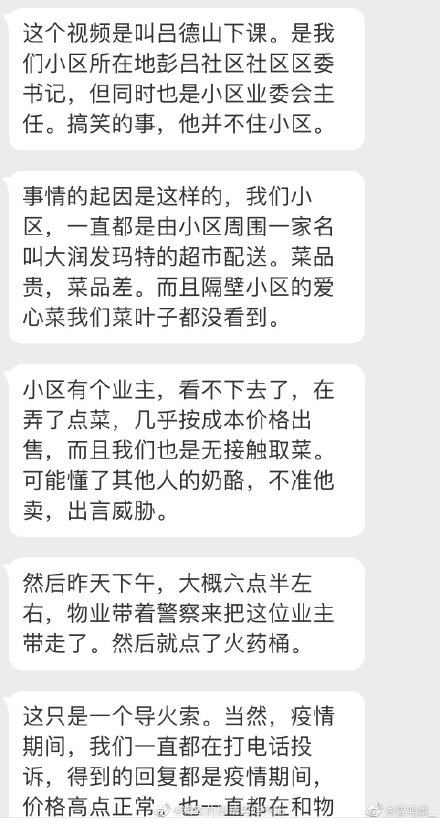 这个视频是叫吕德山下课。是我
们小区所在地彭吕社区社区区委
书记，但同时也是小区业委会主
任。搞笑的事，他并不住小区。
事情的起因是这样的，我们小
区，一直都是由小区周围一家名
叫大润发玛特的超市配送。菜品
贵，菜品差。而且隔壁小区的爱
心菜我们菜叶子都没看到。
小区有个业主，看不下去了，在
弄了点菜，几乎按成本价格出
售，而且我们也是无接触取菜。
可能懂了其他人的奶酪，不准他
卖，出言威胁。
然后昨天下午，大概六点半左
右，物业带着警察来把这位业主
带走了。然后就点了火药桶。
这只是一个导火索。当然，疫情
期间，我们一直都在打电话投
诉，得到的回复都是疫情期间，
价格高点正常。也一直都在和物